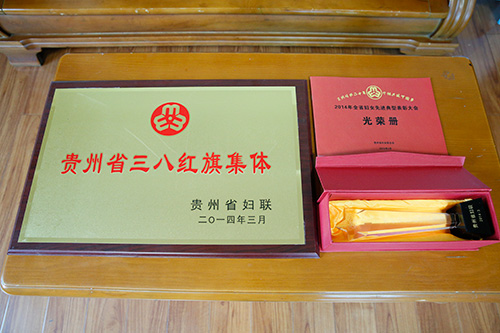 贵州省三八红旗集体
贵州省妇联
二〇一四年三月
2014年全省妇女先进典型表彰大会
光荣册